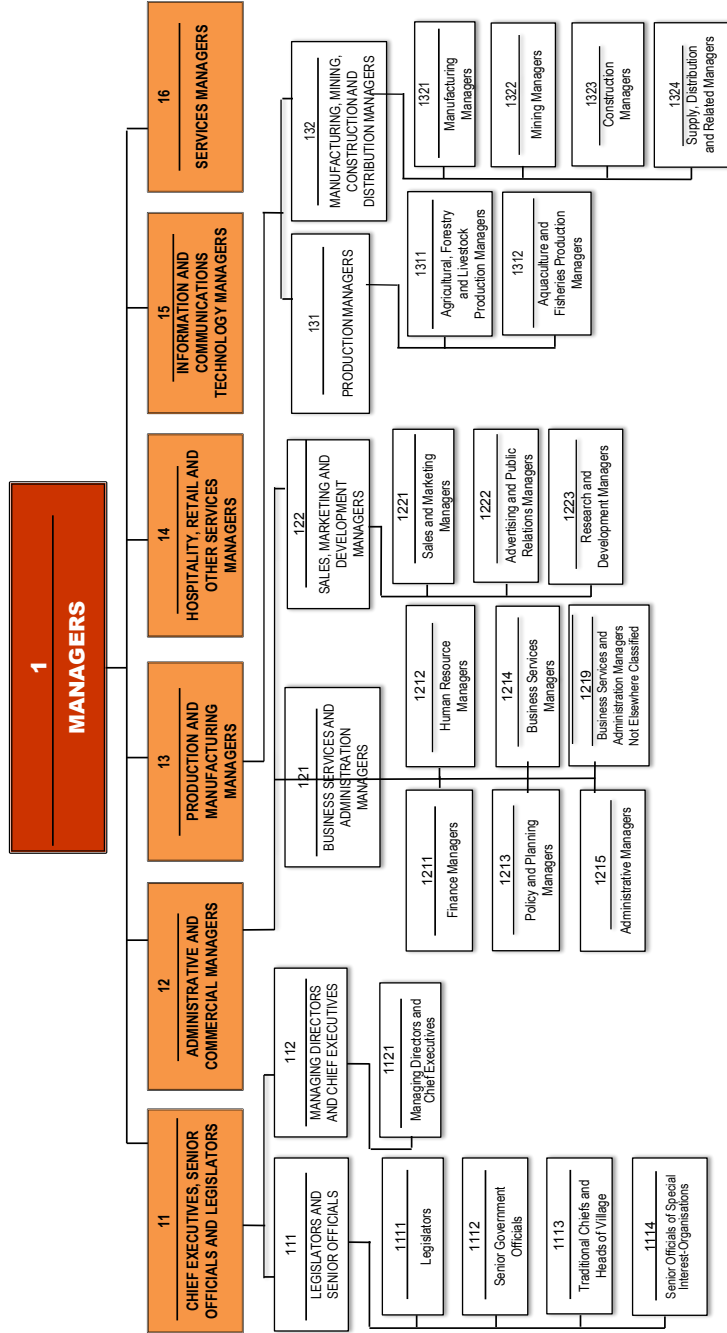 1
MANAGERS
11
CHIEF EXECUTIVES, SENIOR
OFFICIALS AND LEGISLATORS
12
ADMINISTRATIVE AND
COMMERCIAL MANAGERS
13
PRODUCTION AND
MANUFACTURING
MANAGERS
14
HOSPITALITY, RETAIL AND
OTHER SERVICES
MANAGERS
15
INFORMATION AND
COMMUNICATIONS
TECHNOLOGY MANAGERS
16
SERVICES MANAGERS
111
LEGISLATORS AND
SENIOR OFFICIALS
112
MANAGING DIRECTORS
AND CHIEF EXECUTIVES
121
BUSINESS SERVICES AND
ADMINISTRATION
MANAGERS
122
SALES, MARKETING AND
DEVELOPMENT
MANAGERS
131
PRODUCTION MANAGERS
132
MANUFACTURING, MINING,
CONSTRUCTION AND
DISTRIBUTION MANAGERS
1111
Legislators
1112
Senior Government
Officials
1113
Traditional Chiefs and
Heads of Village
1114
Senior Officials of Special
Interest-Organisations
1121
Managing Directors and
Chief Executives
1211
Finance Managers
1212
Human Resource
Managers
1213
Policy and Planning
Managers
1214
Business Services
Managers
1215
Administrative Managers
1219
Business Services and
Administration Managers
Not Elsewhere Classified
1221
Sales and Marketing
Managers
1222
Advertising and Public
Relations Managers
1223
Research and
Development Managers
1311
Agricultural, Forestry
and Livestock
Production Managers
1312
Aquaculture and
Fisheries Production
Managers
1321
Manufacturing
Managers
1322
Mining Managers
1323
Construction
Managers
1324
Supply, Distribution
and Related Managers